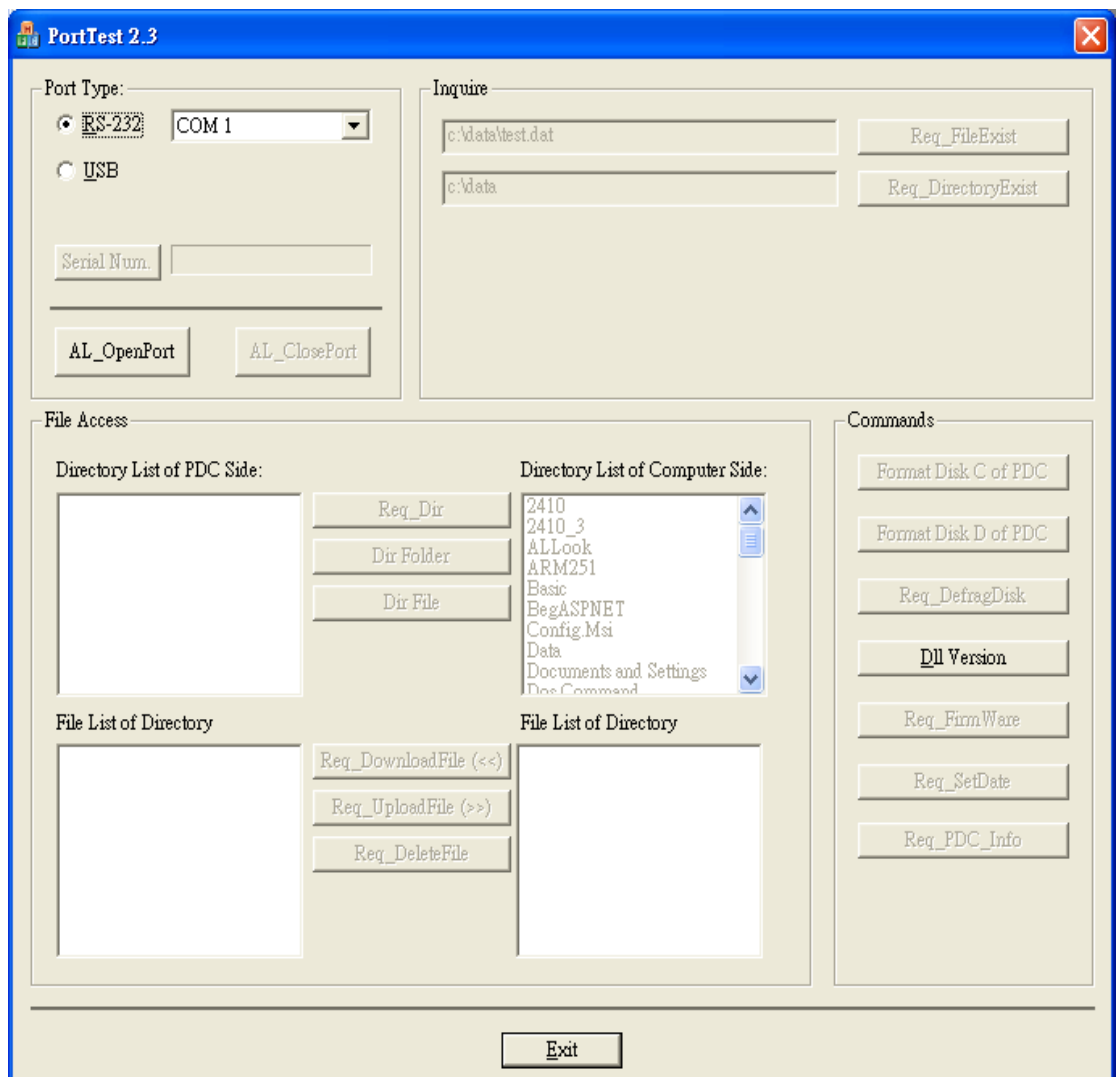 PortTest 2.3
Port Type:
RS-232
COM 1
USB
Serial Num.
AL_OpenPort
AL_ClosePort
Inquire
c:\data\test.dat
Req_FileExist
c:\data
Req_DirectoryExist
File Access
Directory List of PDC Side:
Req_Dir
Dir Folder
Dir File
Directory List of Computer Side:
2410
2410_3
ALLook
ARM251
Basic
BegASPNET
Config.Msi
Data
Documents and Settings
Dos Command
File List of Directory
Req_DownloadFile (<<)
Req_UploadFile (>>)
Req_DeleteFile
File List of Directory
Commands
Format Disk C of PDC
Format Disk D of PDC
Req_DefragDisk
Dll Version
Req_FirmWare
Req_SetDate
Req_PDC_Info
Exit